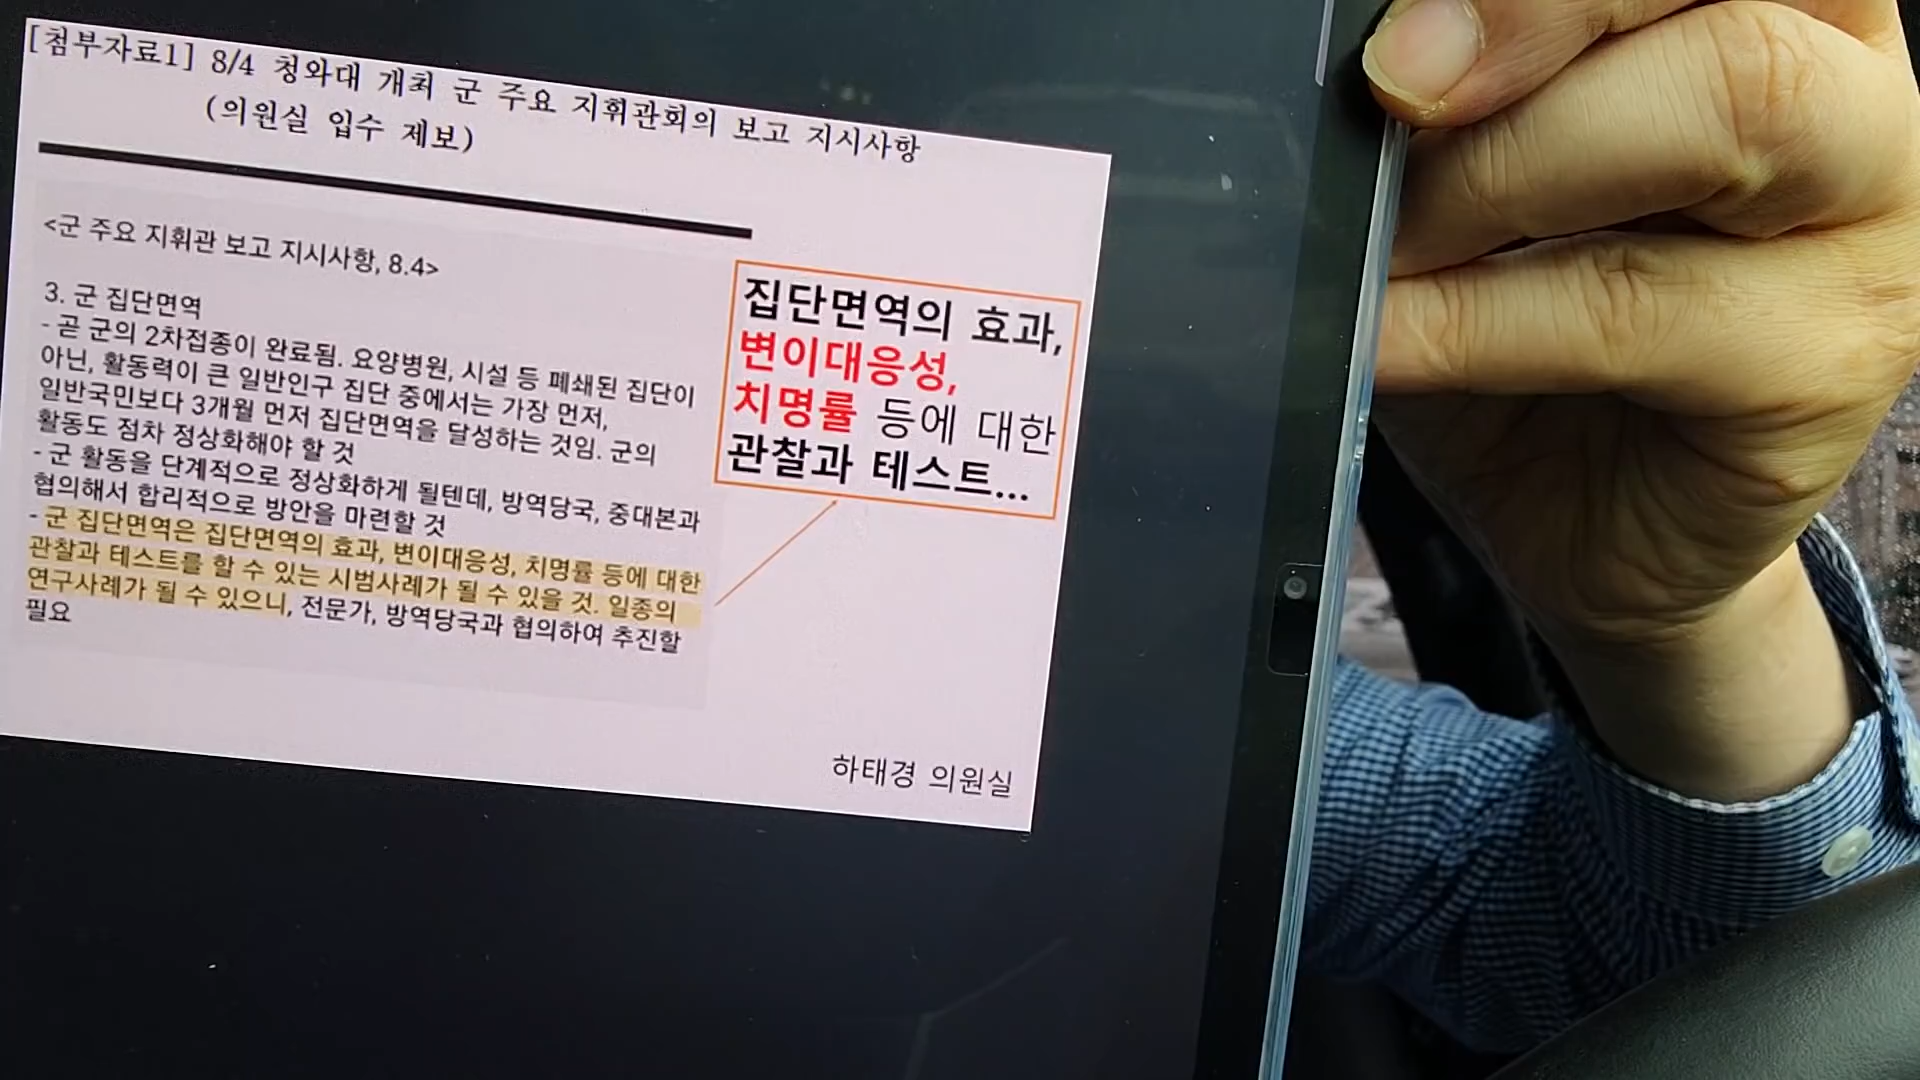 [첨부자료1] 8/4 청와대 개최 군 주요 지휘관회의 보고 지시사항
(의원실 입수 제보)
<군 주요 지휘관 보고 지시사항, 8.4>
3. 군 집단면역
- 곧 군의 2차접종이 완료됨. 요양병원, 시설 등 폐쇄된 집단이
아닌, 활동력이 큰 일반인구 집단 중에서는 가장 먼저,
일반국민보다 3개월 먼저 집단면역을 달성하는 것임. 군의
활동도 점차 정상화해야 할 것
- 군 활동을 단계적으로 정상화하게 될텐데, 방역당국, 중대본과
협의해서 합리적으로 방안을 마련할 것
- 군 집단면역은 집단면역의 효과, 변이대응성, 치명률 등에 대한
관찰과 테스트를 할 수 있는 시범사례가 될 수 있을 것. 일종의
연구사례가 될 수 있으니, 전문가, 방역당국과 협의하여 추진할
필요
집단면역의 효과,
변이대응성,
치명률 등에 대한
관찰과 테스트...
하태경 의원실